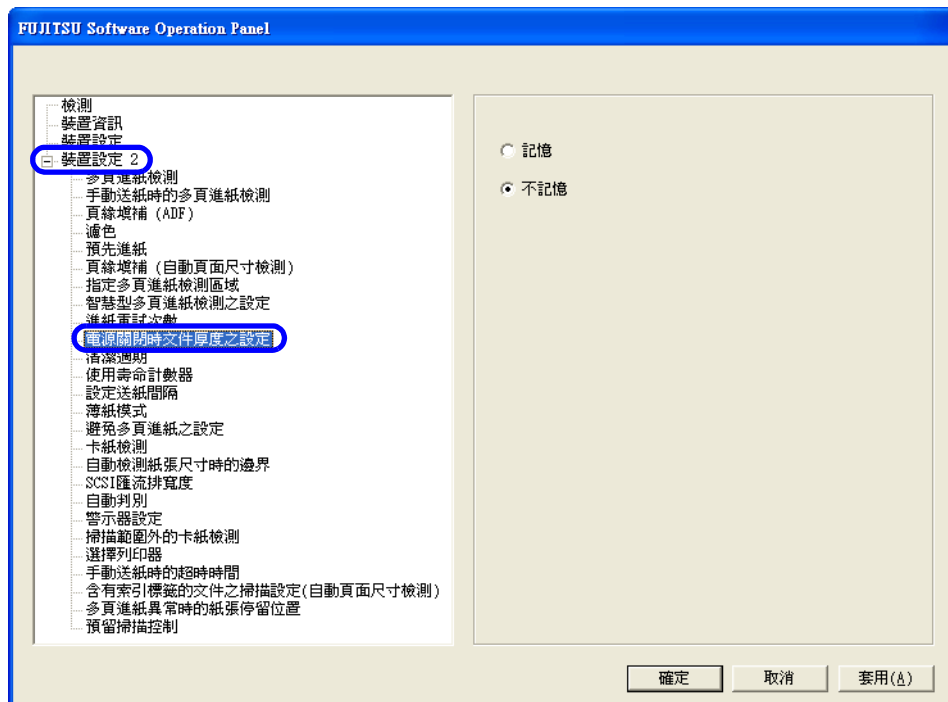 FUJITSU Software Operation Panel
檢測
裝置資訊
裝置設定
裝置設定 2
多頁進紙檢測
手動送紙時的多頁進紙檢測
頁緣填補 (ADF)
濾色
預先進紙
頁緣填補 (自動頁面尺寸檢測)
指定多頁進紙檢測區域
智慧型多頁進紙檢測之設定
進紙重試次數
電源關閉時文件厚度之設定
清潔週期
使用壽命計數器
設定送紙間隔
薄紙模式
避免多頁進紙之設定
卡紙檢測
自動檢測紙張尺寸時的邊界
SCSI匯流排寬度
自動判別
警示器設定
掃描範圍外的卡紙檢測
選擇列印器
手動送紙時的超時時間
含有索引標籤的文件之掃描設定(自動頁面尺寸檢測)
多頁進紙異常時的紙張停留位置
預留掃描控制
記憶
不記憶
確定
取消
套用(A)